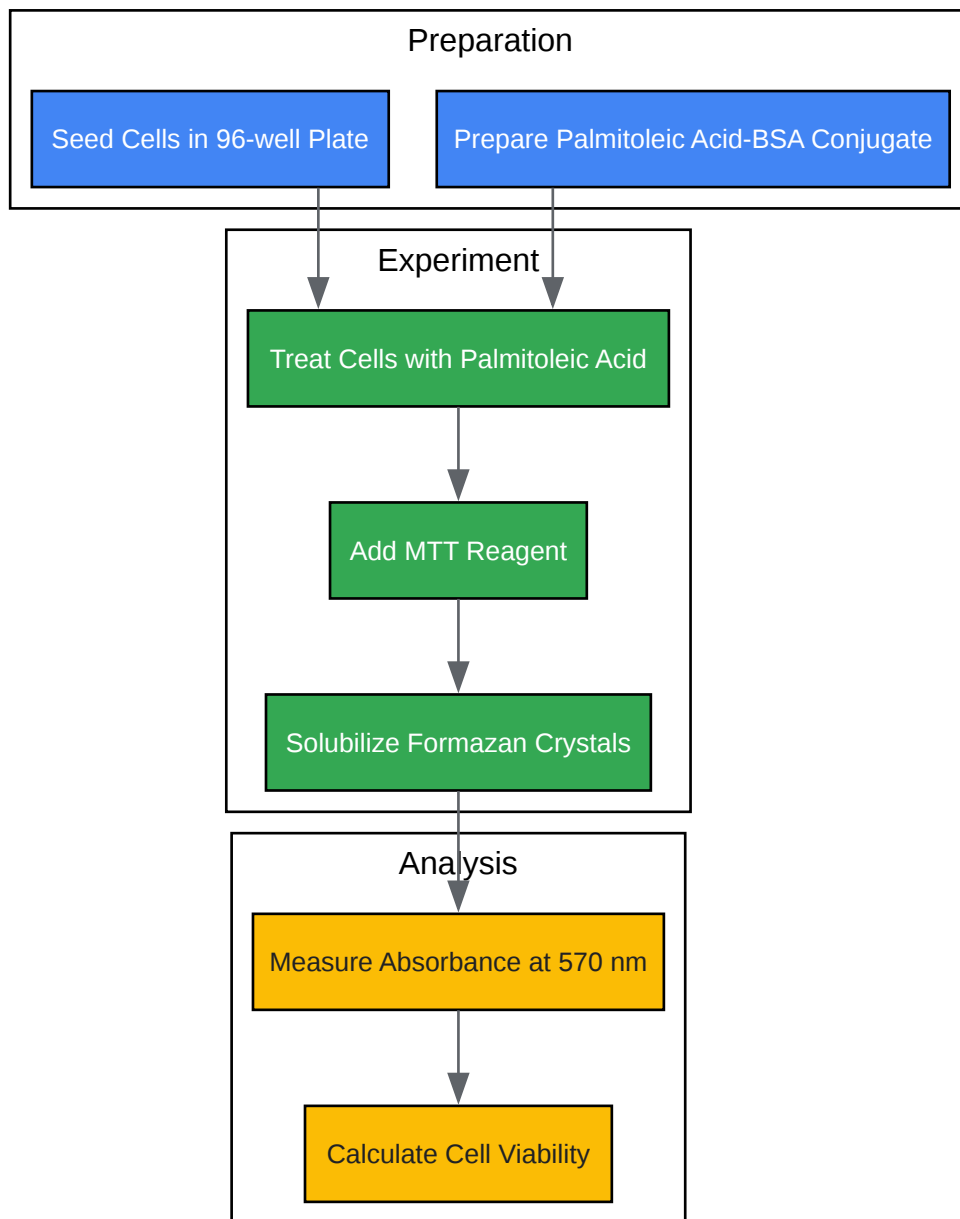 Preparation
Seed Cells in 96-well Plate
Prepare Palmitoleic Acid-BSA Conjugate
Experiment
Treat Cells with Palmitoleic Acid
Add MTT Reagent
Solubilize Formazan Crystals
Analysis
Measure Absorbance at 570 nm
Calculate Cell Viability